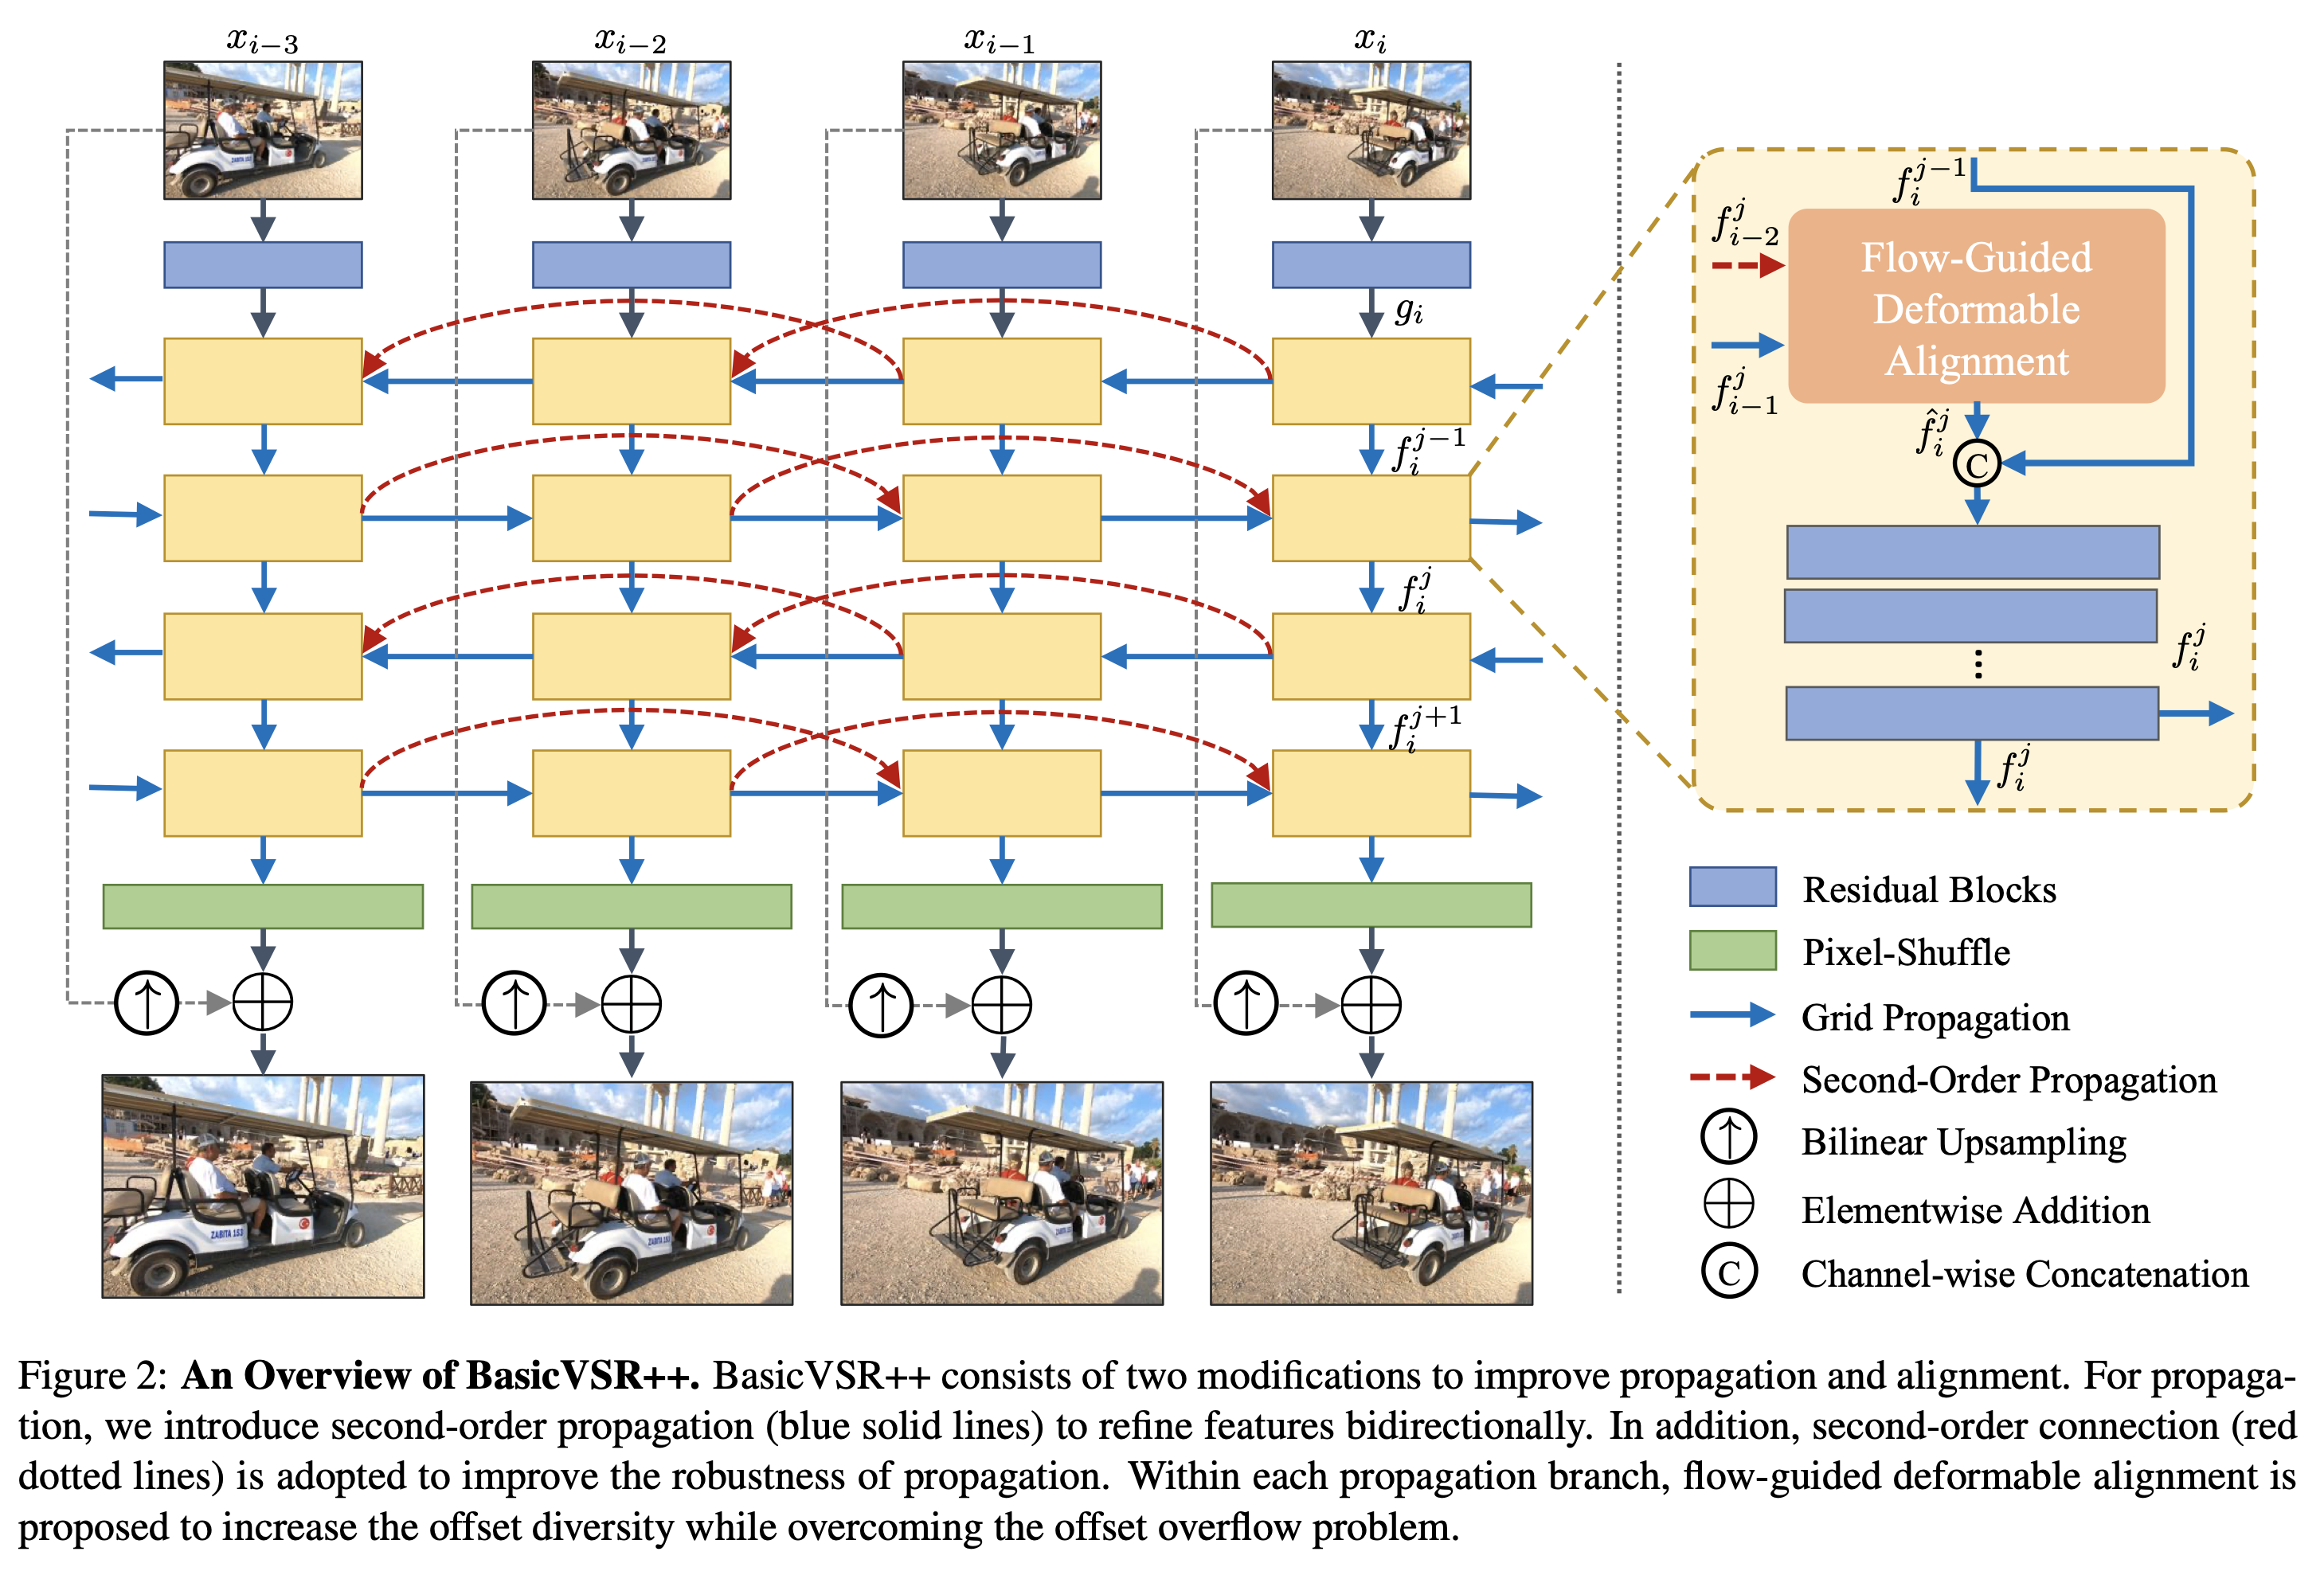 x_{i-3}
x_{i-2}
x_{i-1}
x_i
g_i
f_i^{j-1}
f_i^j
f_i^{j+1}
f_i^{j-1}
f_{i-2}^j
Flow-Guided
Deformable
Alignment
f_{i-1}^j
\hat{f}_i^j
C
f_i^j
f_i^j
Residual Blocks
Pixel-Shuffle
Grid Propagation
Second-Order Propagation
Bilinear Upsampling
Elementwise Addition
C Channel-wise Concatenation
ZABITA 153
Figure 2: An Overview of BasicVSR++. BasicVSR++ consists of two modifications to improve propagation and alignment. For propaga-
tion, we introduce second-order propagation (blue solid lines) to refine features bidirectionally. In addition, second-order connection (red
dotted lines) is adopted to improve the robustness of propagation. Within each propagation branch, flow-guided deformable alignment is
proposed to increase the offset diversity while overcoming the offset overflow problem.